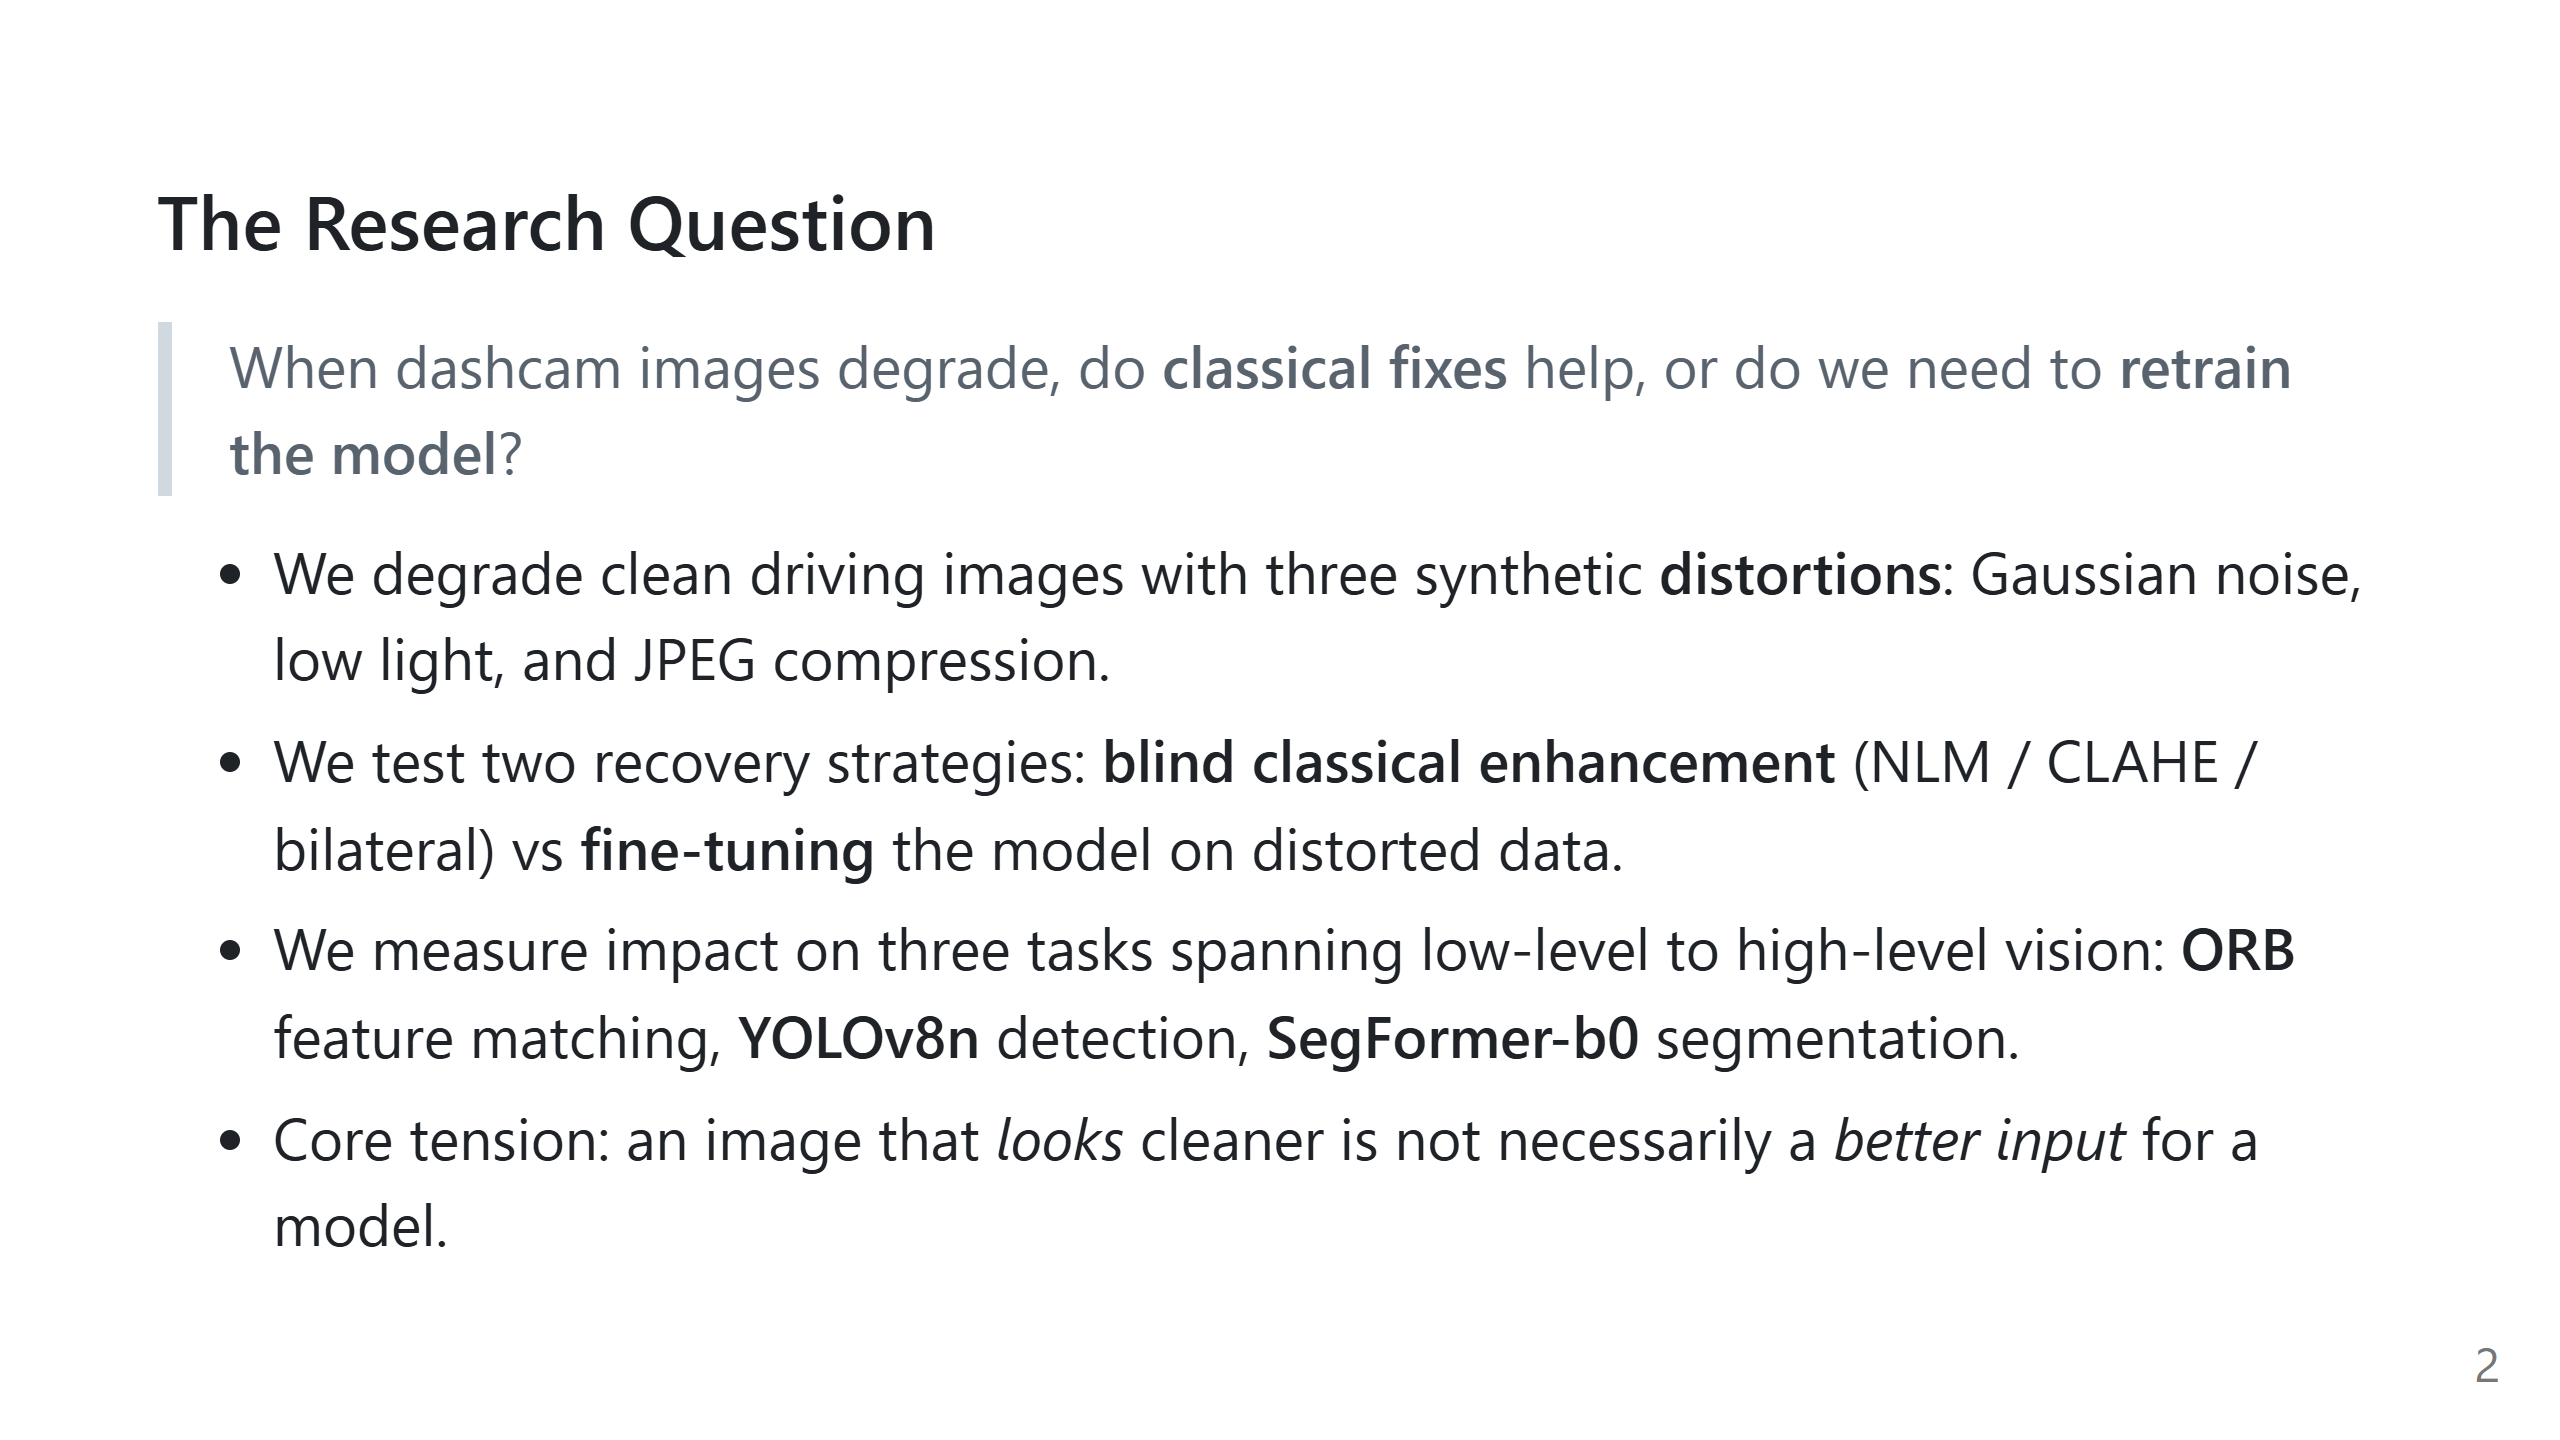 The Research Question
When dashcam images degrade, do classical fixes help, or do we need to retrain
the model?
• We degrade clean driving images with three synthetic distortions: Gaussian noise,
low light, and JPEG compression.
• We test two recovery strategies: blind classical enhancement (NLM / CLAHE /
bilateral) vs fine-tuning the model on distorted data.
• We measure impact on three tasks spanning low-level to high-level vision: ORB
feature matching, YOLOv8n detection, SegFormer-b0 segmentation.
• Core tension: an image that looks cleaner is not necessarily a better input for a
model.
2